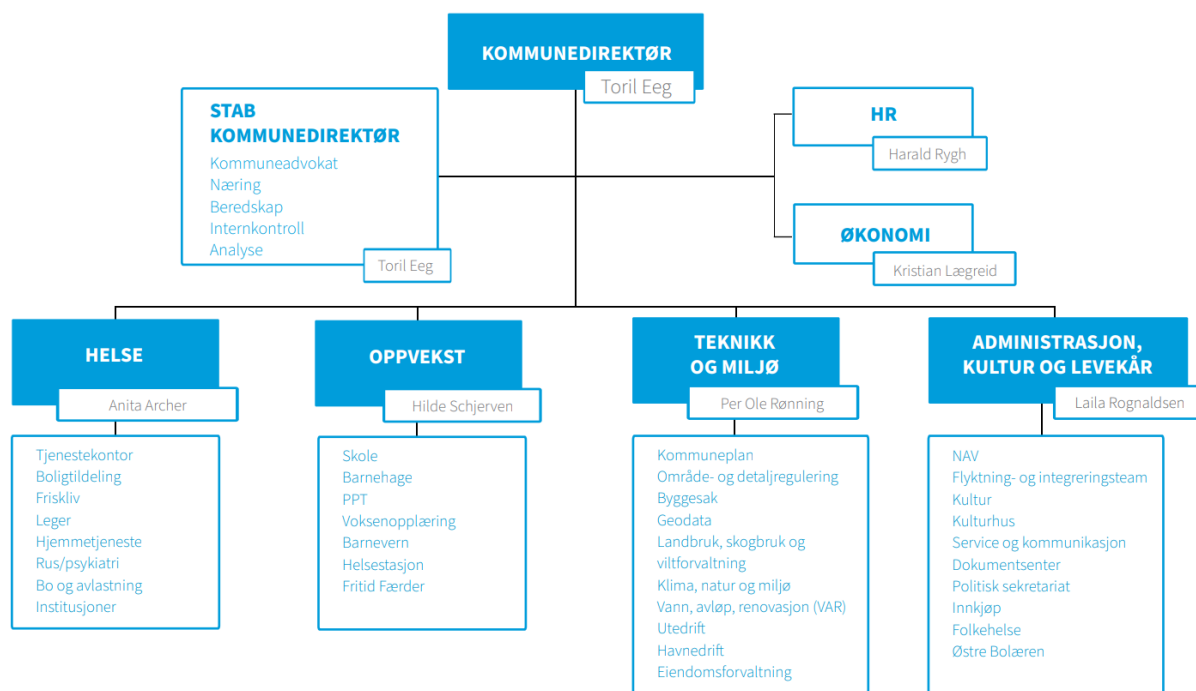 KOMMUNEDIREKTØR
Toril Eeg
STAB
KOMMUNEDIREKTØR
Kommuneadvokat
Næring
Beredskap
Internkontroll
Analyse
Toril Eeg
HR
Harald Rygh
ØKONOMI
Kristian Lægreid
HELSE
Anita Archer
Tjenestekontor
Boligtildeling
Friskliv
Leger
Hjemmetjeneste
Rus/psykiatri
Bo og avlastning
Institusjoner
OPPVEKST
Hilde Schjerven
Skole
Barnehage
PPT
Voksenopplæring
Barnevern
Helsestasjon
Fritid Færder
TEKNIKK
OG MILJØ
Per Ole Rønning
Kommuneplan
Område- og detaljregulering
Byggesak
Geodata
Landbruk, skogbruk og
viltforvaltning
Klima, natur og miljø
Vann, avløp, renovasjon (VAR)
Utedrift
Havnedrift
Eiendomsforvaltning
ADMINISTRASJON,
KULTUR OG LEVEKÅR
Laila Rognaldsen
NAV
Flyktning- og integreringsteam
Kultur
Kulturhus
Service og kommunikasjon
Dokumentsenter
Politisk sekretariat
Innkjøp
Folkehelse
Østre Bolæren